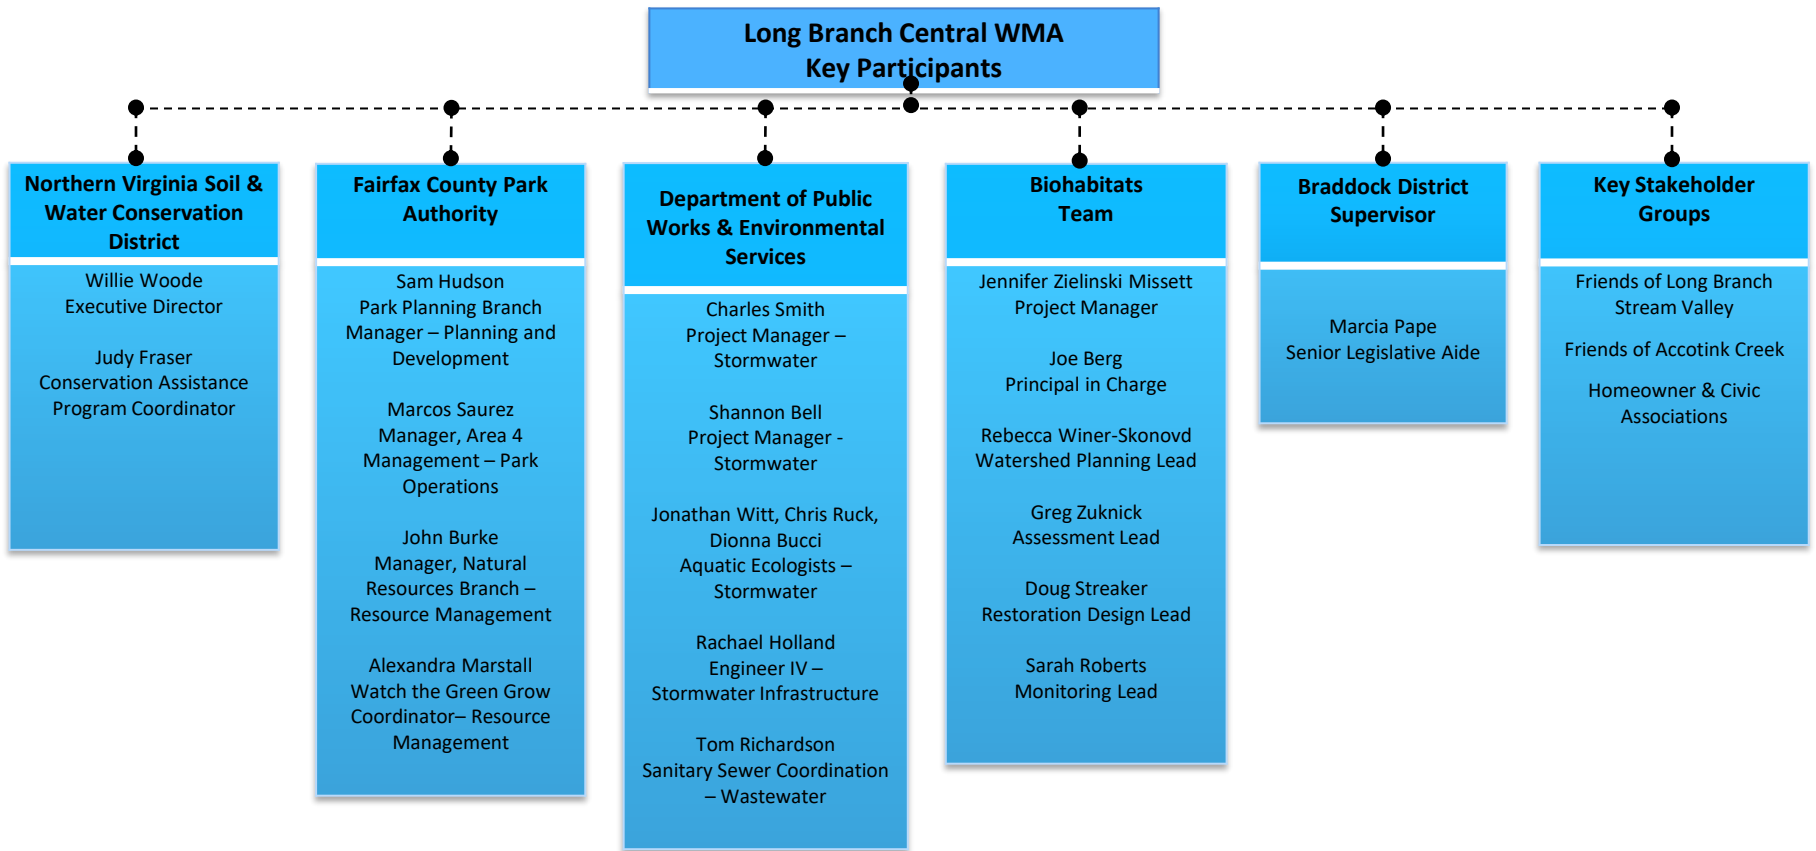 Long Branch Central WMA
Key Participants
Northern Virginia Soil &
Water Conservation
District
Willie Woode
Executive Director
Judy Fraser
Conservation Assistance
Program Coordinator
Fairfax County Park
Authority
Sam Hudson
Park Planning Branch
Manager – Planning and
Development
Marcos Saurez
Manager, Area 4
Management – Park
Operations
John Burke
Manager, Natural
Resources Branch –
Resource Management
Alexandra Marstall
Watch the Green Grow
Coordinator– Resource
Management
Department of Public
Works & Environmental
Services
Charles Smith
Project Manager –
Stormwater
Shannon Bell
Project Manager -
Stormwater
Jonathan Witt, Chris Ruck,
Dionna Bucci
Aquatic Ecologists –
Stormwater
Rachael Holland
Engineer IV –
Stormwater Infrastructure
Tom Richardson
Sanitary Sewer Coordination
– Wastewater
Biohabitats
Team
Jennifer Zielinski Missett
Project Manager
Joe Berg
Principal in Charge
Rebecca Winer-Skonovd
Watershed Planning Lead
Greg Zuknick
Assessment Lead
Doug Streaker
Restoration Design Lead
Sarah Roberts
Monitoring Lead
Braddock District
Supervisor
Marcia Pape
Senior Legislative Aide
Key Stakeholder
Groups
Friends of Long Branch
Stream Valley
Friends of Accotink Creek
Homeowner & Civic
Associations